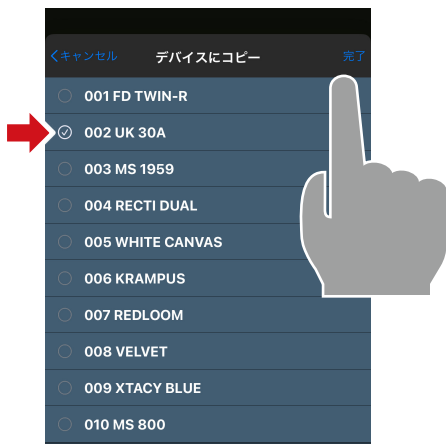 キャンセル デバイスにコピー 完了
001 FD TWIN-R
002 UK 30A
003 MS 1959
004 RECTI DUAL
005 WHITE CANVAS
006 KRAMPUS
007 REDLOOM
008 VELVET
009 XTACY BLUE
010 MS 800